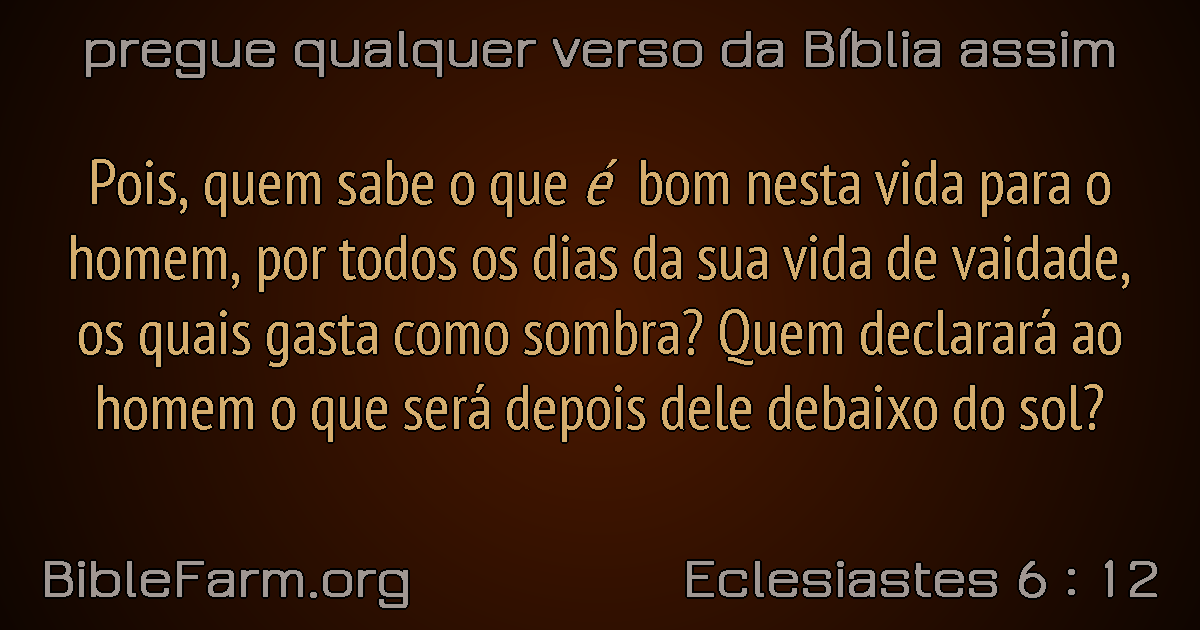 pregue qualquer verso da Bíblia assim
Pois, quem sabe o que é bom nesta vida para o
homem, por todos os dias da sua vida de vaidade,
os quais gasta como sombra? Quem declarará ao
homem o que será depois dele debaixo do sol?
BibleFarm.org
Eclesiastes 6 : 12